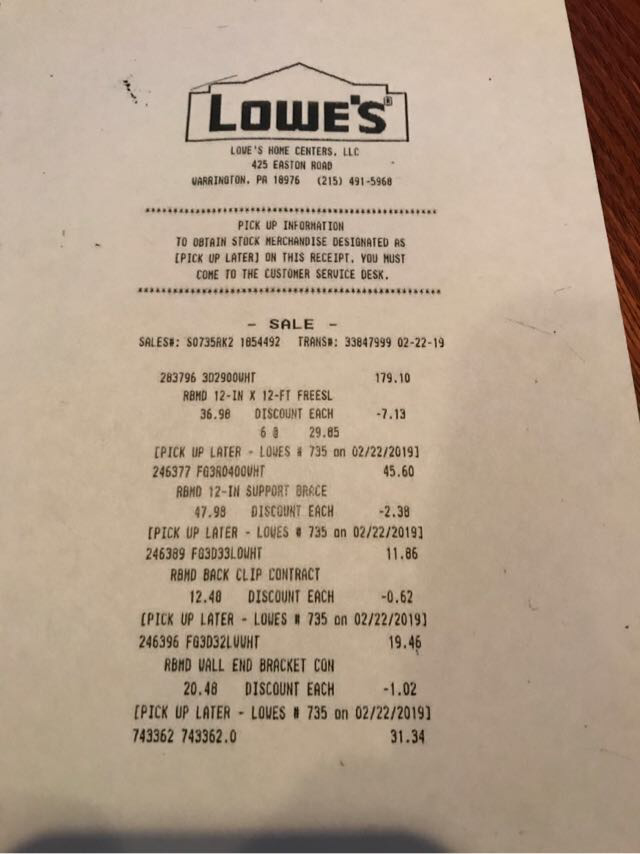 LOWE'S®
LOWE'S HOME CENTERS, LLC
425 EASTON ROAD
WARRINGTON, PA 18976 (215) 491-5968
************************************************
PICK UP INFORMATION
TO OBTAIN STOCK MERCHANDISE DESIGNATED AS
[PICK UP LATER] ON THIS RECEIPT, YOU MUST
COME TO THE CUSTOMER SERVICE DESK.
************************************************
- SALE -
SALES#: S0735RK2 1854492 TRANS#: 33847999 02-22-19
283796 3D2900WHT 179.10
RBMD 12-IN X 12-FT FREESL
36.98 DISCOUNT EACH -7.13
6 @ 29.85
[PICK UP LATER - LOWES # 735 on 02/22/2019]
246377 FG3R0400WHT 45.60
RBMD 12-IN SUPPORT BRACE
47.98 DISCOUNT EACH -2.38
[PICK UP LATER - LOWES # 735 on 02/22/2019]
246389 FG3D33LOWHT 11.86
RBMD BACK CLIP CONTRACT
12.48 DISCOUNT EACH -0.62
[PICK UP LATER - LOWES # 735 on 02/22/2019]
246396 FG3D32LWWHT 19.46
RBMD WALL END BRACKET CON
20.48 DISCOUNT EACH -1.02
[PICK UP LATER - LOWES # 735 on 02/22/2019]
743362 743362.0 31.34